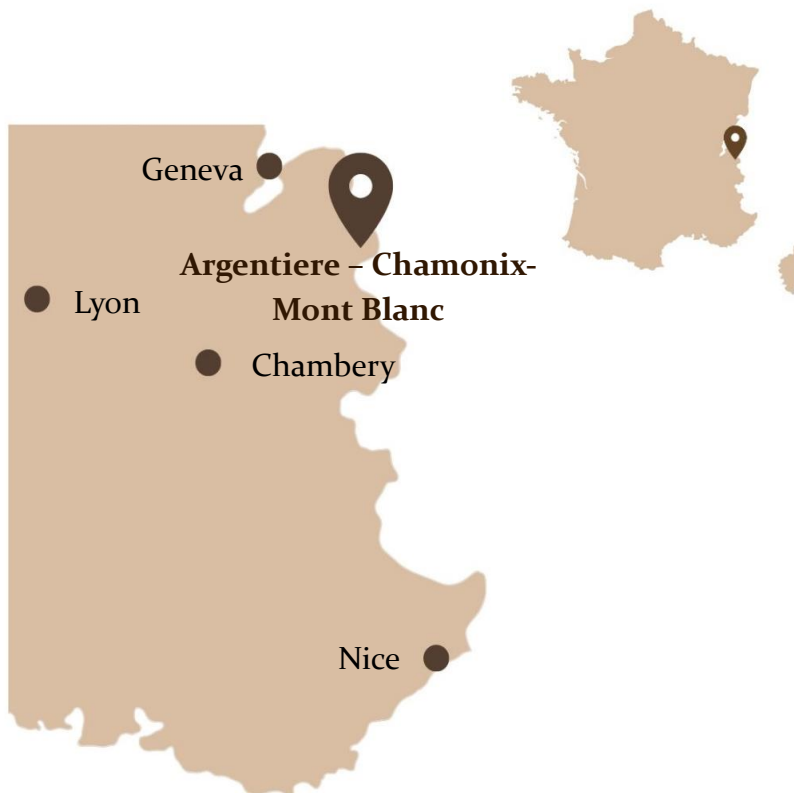 Geneva
Argentiere – Chamonix-
Mont Blanc
Lyon
Chambery
Nice